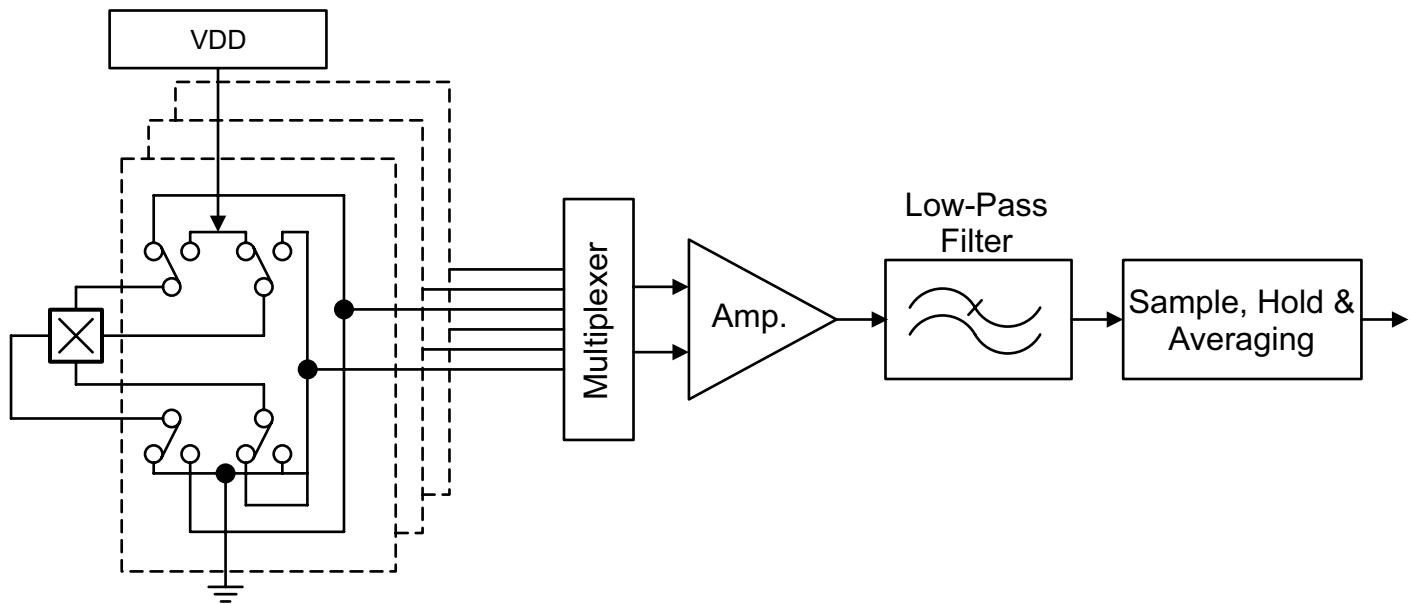 VDD
Multiplexer
Amp.
Low-Pass
Filter
Sample, Hold &
Averaging